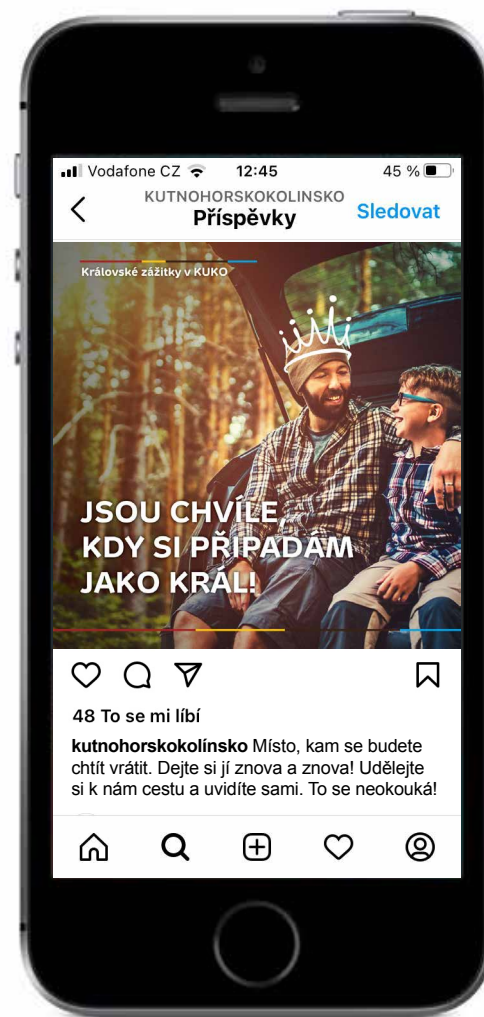 Vodafone CZ 12:45 45 %
KUTNOHORSKOKOLINSKO
Příspěvky
Sledovat
Královské zážitky v KUKO
JSOU CHVÍLE,
KDY SI PŘIPADÁM
JAKO KRÁL!
48 To se mi líbí
kutnohorskokolínsko Místo, kam se budete
chtít vrátit. Dejte si jí znova a znova! Udělejte
si k nám cestu a uvidíte sami. To se neokouká!